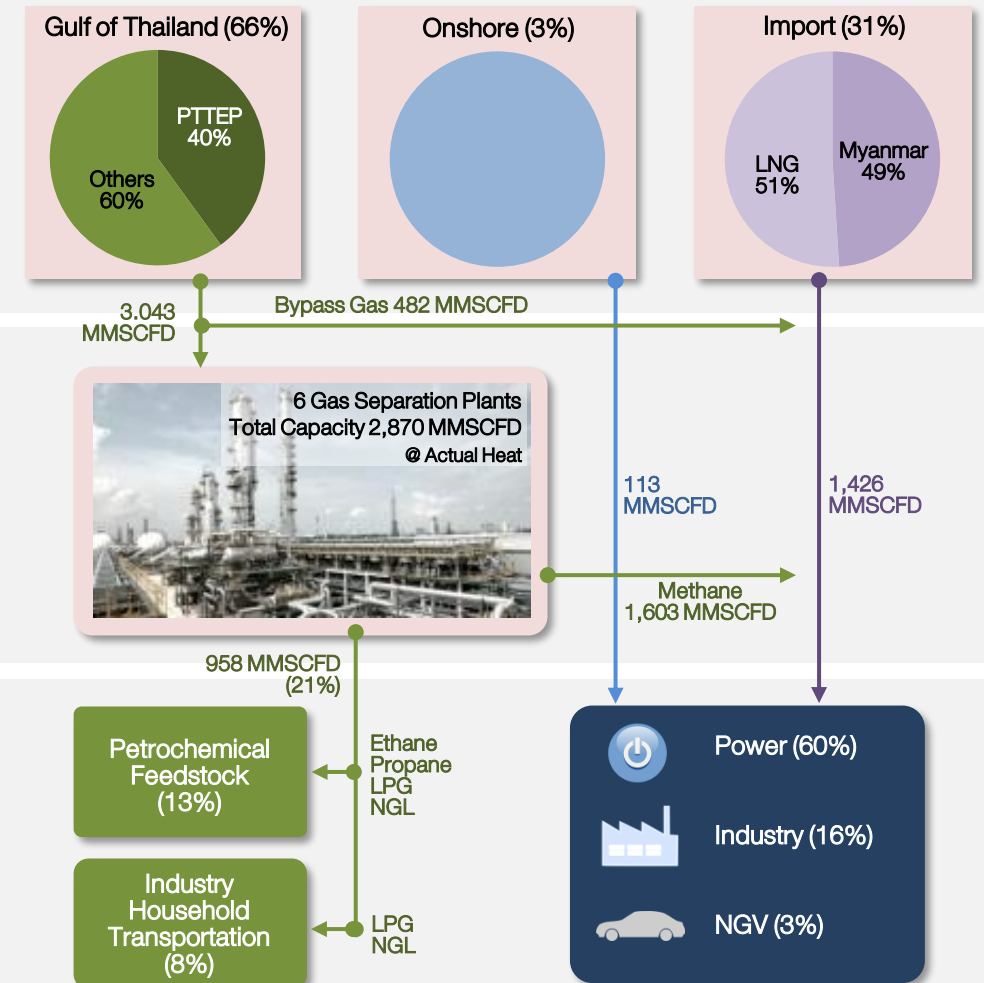 Gulf of Thailand (66%)
PTTEP
40%
Others
60%
Onshore (3%)
Import (31%)
LNG
51%
Myanmar
49%
3.043
MMSCFD
Bypass Gas 482 MMSCFD
6 Gas Separation Plants
Total Capacity 2,870 MMSCFD
@ Actual Heat
113
MMSCFD
1,426
MMSCFD
Methane
1,603 MMSCFD
958 MMSCFD
(21%)
Petrochemical
Feedstock
(13%)
Ethane
Propane
LPG
NGL
Industry
Household
Transportation
(8%)
LPG
NGL
Power (60%)
Industry (16%)
NGV (3%)